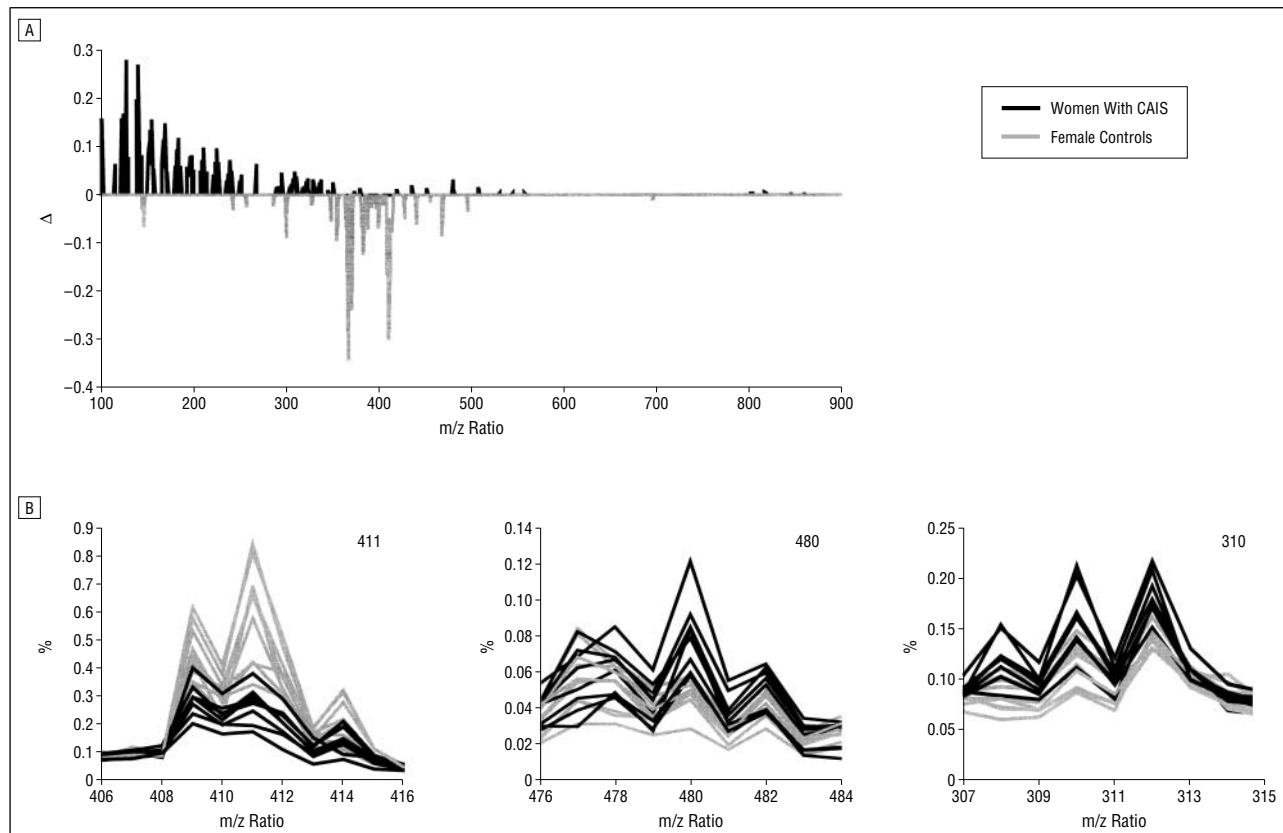 A
0.3
0.2
0.1
0
−0.1
−0.2
−0.3
−0.4
Δ
100 200 300 400 500 600 700 800 900
m/z Ratio
Women With CAIS
Female Controls
B
411
0.9
0.8
0.7
0.6
0.5
0.4
0.3
0.2
0.1
0
%
406 408 410 412 414 416
m/z Ratio
480
0.14
0.12
0.10
0.08
0.06
0.04
0.02
0
%
476 478 480 482 484
m/z Ratio
310
0.25
0.20
0.15
0.10
0.05
0
%
307 309 311 313 315
m/z Ratio